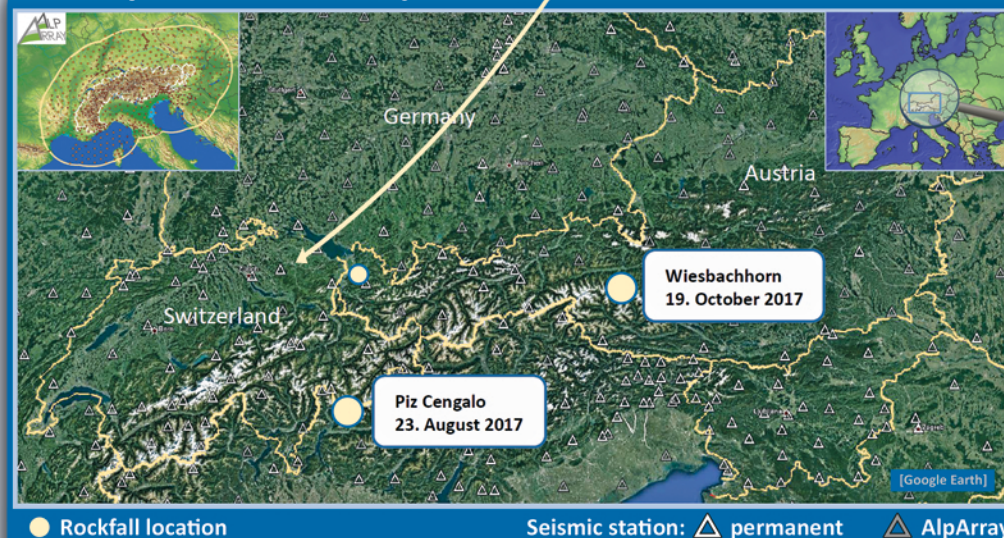 ALP
ARRAY
Germany
Austria
Wiesbachhorn
19. October 2017
Switzerland
Piz Cengalo
23. August 2017
[Google Earth]
Rockfall location
Seismic station: permanent AlpArray